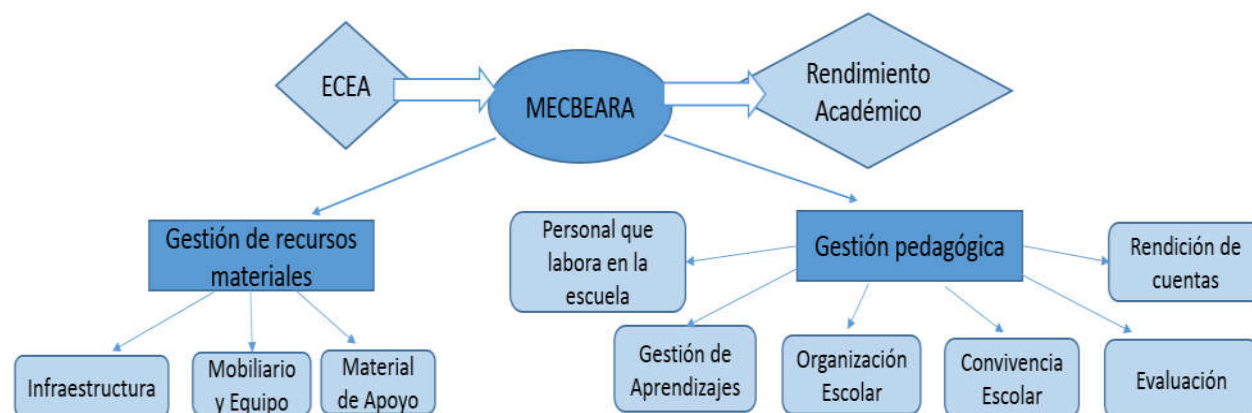 ECEA
MECBEARA
Rendimiento
Académico
Gestión de recursos
materiales
Personal que
labora en la
escuela
Gestión pedagógica
Rendición de
cuentas
Infraestructura
Mobiliario
y Equipo
Material
de Apoyo
Gestión de
Aprendizajes
Organización
Escolar
Convivencia
Escolar
Evaluación